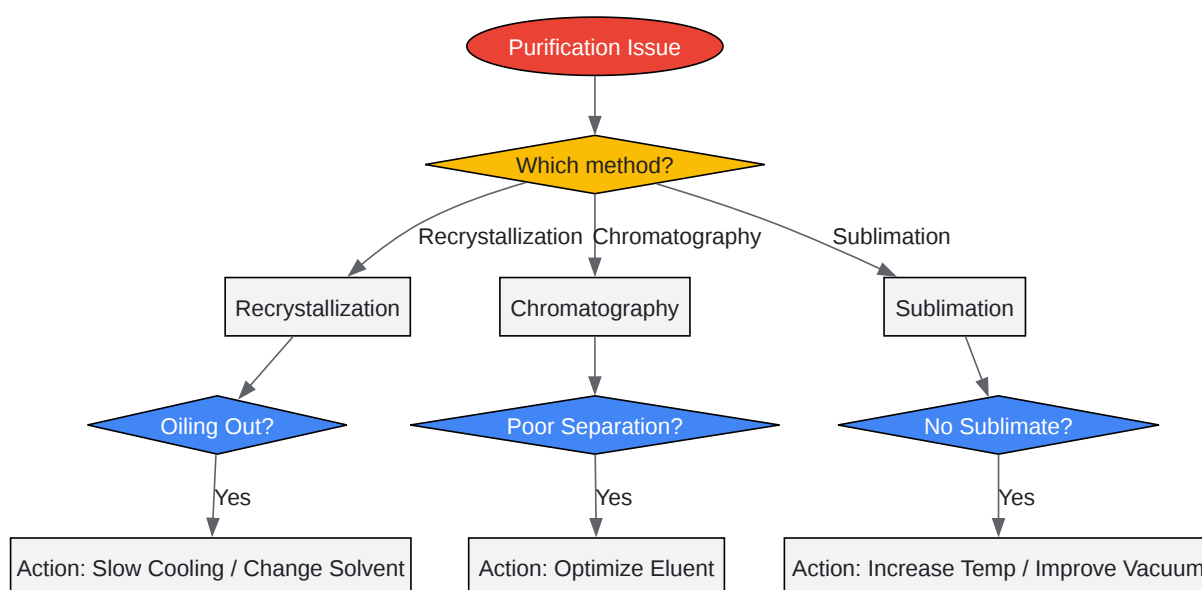 Purification Issue
Which method?
Recrystallization
Chromatography
Sublimation
Recrystallization
Chromatography
Sublimation
Oiling Out?
Poor Separation?
No Sublimate?
Yes
Yes
Yes
Action: Slow Cooling / Change Solvent
Action: Optimize Eluent
Action: Increase Temp / Improve Vacuum